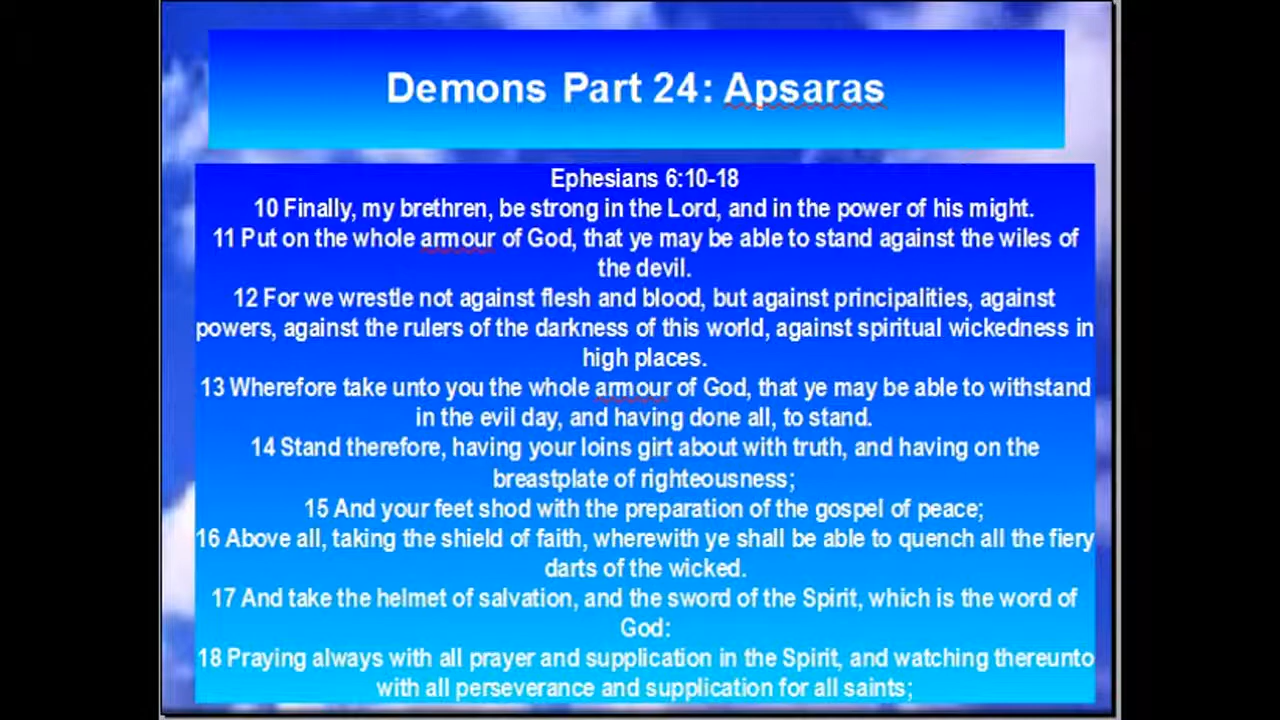 Demons Part 24: Apsaras
Ephesians 6:10-18
10 Finally, my brethren, be strong in the Lord, and in the power of his might.
11 Put on the whole armour of God, that ye may be able to stand against the wiles of
the devil.
12 For we wrestle not against flesh and blood, but against principalities, against
powers, against the rulers of the darkness of this world, against spiritual wickedness in
high places.
13 Wherefore take unto you the whole armour of God, that ye may be able to withstand
in the evil day, and having done all, to stand.
14 Stand therefore, having your loins girt about with truth, and having on the
breastplate of righteousness;
15 And your feet shod with the preparation of the gospel of peace;
16 Above all, taking the shield of faith, wherewith ye shall be able to quench all the fiery
darts of the wicked.
17 And take the helmet of salvation, and the sword of the Spirit, which is the word of
God:
18 Praying always with all prayer and supplication in the Spirit, and watching thereunto
with all perseverance and supplication for all saints;